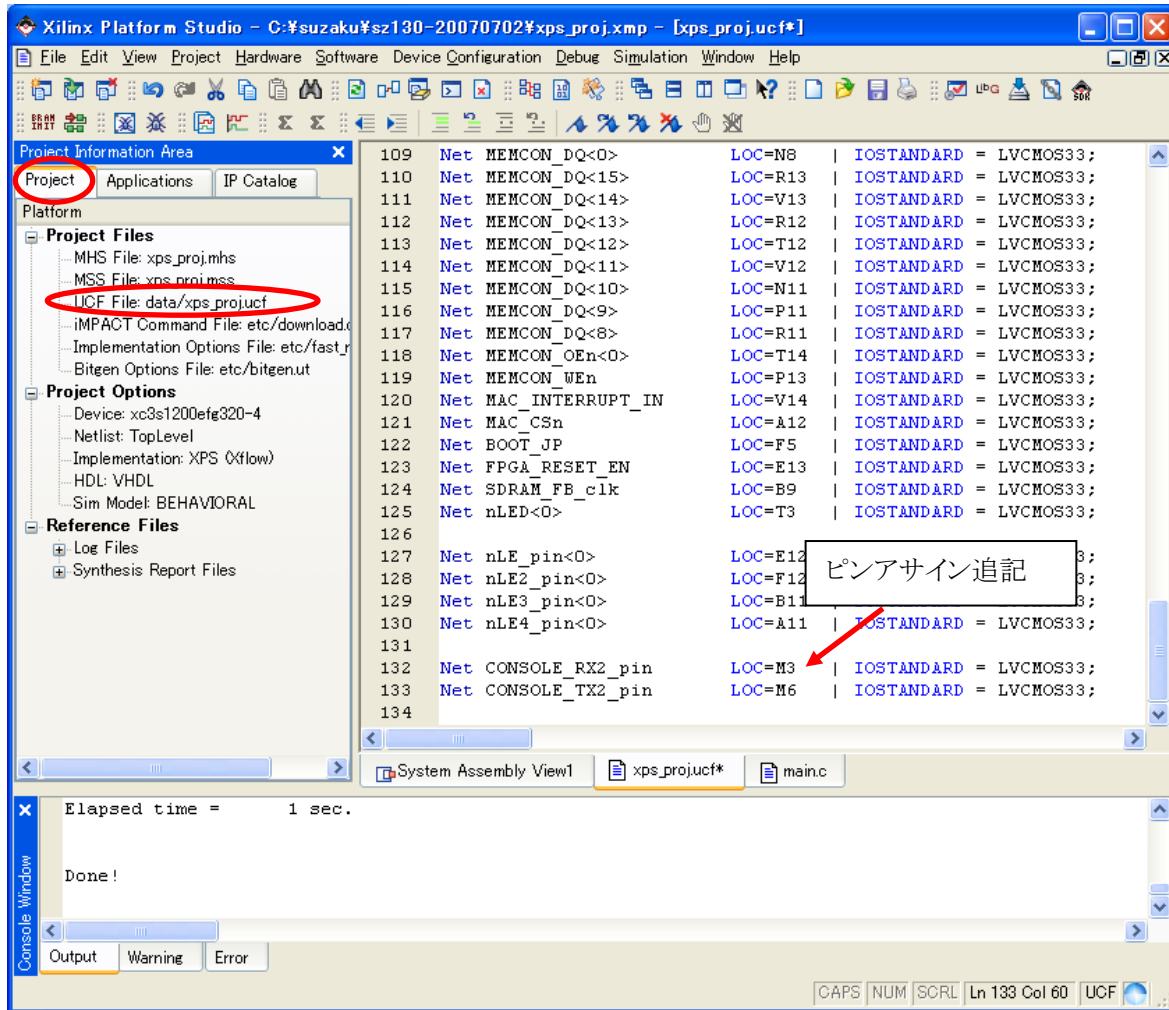 Xilinx Platform Studio - C:¥suzaku¥sz130-20070702¥xps_proj.xmp - [xps_proj.ucf*]
File Edit View Project Hardware Software Device Configuration Debug Simulation Window Help
Project Information Area
Project Applications IP Catalog
Platform
Project Files
MHS File: xps_proj.mhs
MSS File: xps_proj.mss
UCF File: data/xps_proj.ucf
iMPACT Command File: etc/download.
Implementation Options File: etc/fast_r
Bitgen Options File: etc/bitgen.ut
Project Options
Device: xc3s1200efg320-4
Netlist: TopLevel
Implementation: XPS (Xflow)
HDL: VHDL
Sim Model: BEHAVIORAL
Reference Files
Log Files
Synthesis Report Files
109 Net MEMCON_DQ<0> LOC=N8 | IOSTANDARD = LVCMOS33;
110 Net MEMCON_DQ<15> LOC=R13 | IOSTANDARD = LVCMOS33;
111 Net MEMCON_DQ<14> LOC=V13 | IOSTANDARD = LVCMOS33;
112 Net MEMCON_DQ<13> LOC=R12 | IOSTANDARD = LVCMOS33;
113 Net MEMCON_DQ<12> LOC=T12 | IOSTANDARD = LVCMOS33;
114 Net MEMCON_DQ<11> LOC=V12 | IOSTANDARD = LVCMOS33;
115 Net MEMCON_DQ<10> LOC=N11 | IOSTANDARD = LVCMOS33;
116 Net MEMCON_DQ<9> LOC=P11 | IOSTANDARD = LVCMOS33;
117 Net MEMCON_DQ<8> LOC=R11 | IOSTANDARD = LVCMOS33;
118 Net MEMCON_OEn<0> LOC=T14 | IOSTANDARD = LVCMOS33;
119 Net MEMCON_WEn LOC=P13 | IOSTANDARD = LVCMOS33;
120 Net MAC_INTERRUPT_IN LOC=V14 | IOSTANDARD = LVCMOS33;
121 Net MAC_CSn LOC=A12 | IOSTANDARD = LVCMOS33;
122 Net BOOT_JP LOC=F5 | IOSTANDARD = LVCMOS33;
123 Net FPGA_RESET_EN LOC=E13 | IOSTANDARD = LVCMOS33;
124 Net SDRAM_FB_clk LOC=B9 | IOSTANDARD = LVCMOS33;
125 Net nLED<0> LOC=T3 | IOSTANDARD = LVCMOS33;
126
127 Net nLE_pin<0> LOC=E12 3;
128 Net nLE2_pin<0> LOC=F12 3;
129 Net nLE3_pin<0> LOC=B11 3;
130 Net nLE4_pin<0> LOC=A11 | IOSTANDARD = LVCMOS33;
131
132 Net CONSOLE_RX2_pin LOC=M3 | IOSTANDARD = LVCMOS33;
133 Net CONSOLE_TX2_pin LOC=M6 | IOSTANDARD = LVCMOS33;
134
ピンアサイン追記
System Assembly View1 xps_proj.ucf* main.c
Elapsed time = 1 sec.
Done!
Console Window
Output Warning Error
CAPS NUM SCRL Ln 133 Col 60 UCF